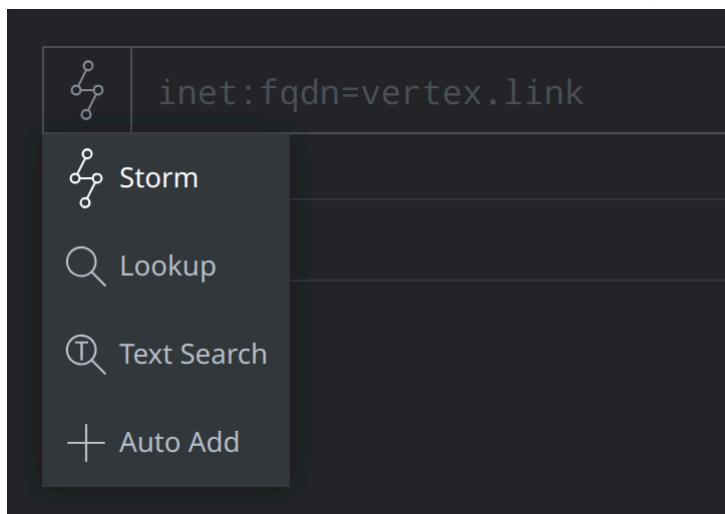 inet:fqdn=vertex.link
Storm
Lookup
Text Search
Auto Add